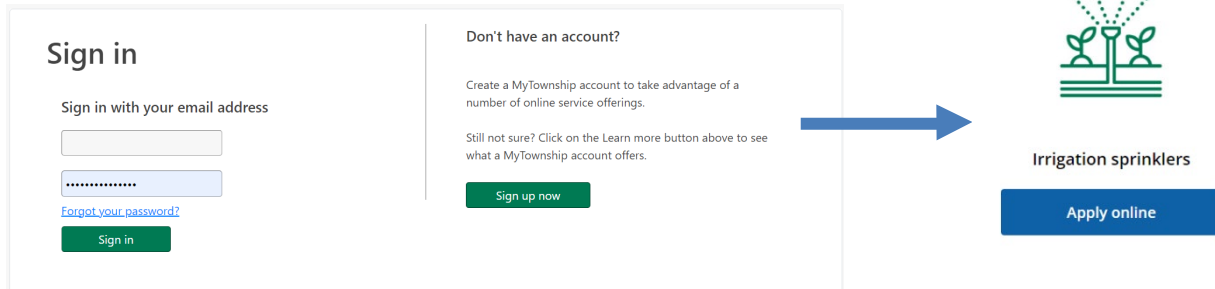 Sign in
Sign in with your email address
••••••••••••••
Forgot your password?
Sign in
Don't have an account?
Create a MyTownship account to take advantage of a
number of online service offerings.
Still not sure? Click on the Learn more button above to see
what a MyTownship account offers.
Sign up now
Irrigation sprinklers
Apply online